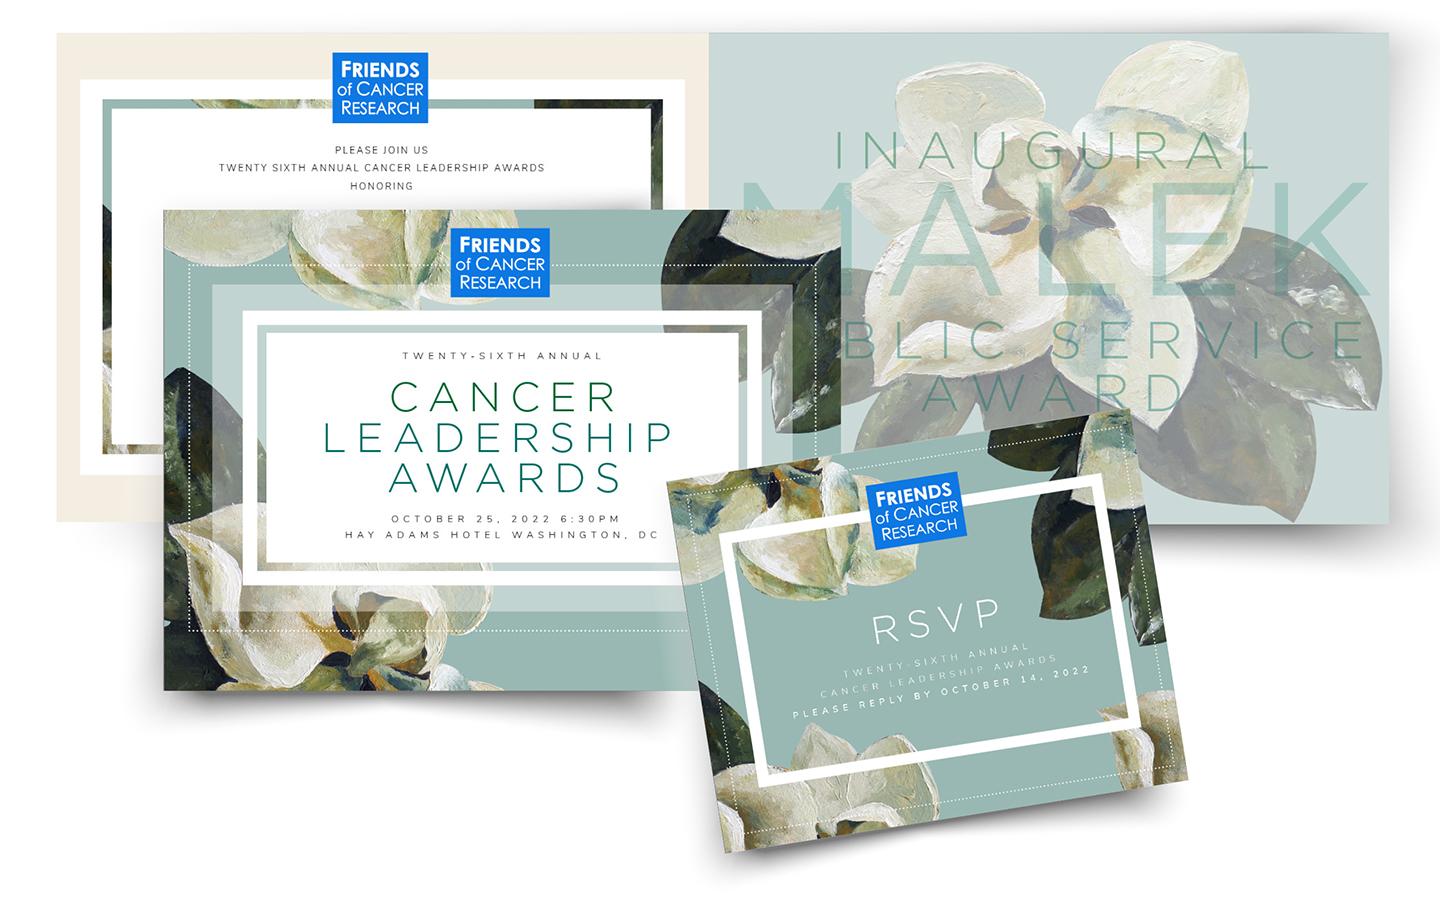 FRIENDS
of CANCER
RESEARCH
PLEASE JOIN US
TWENTY SIXTH ANNUAL CANCER LEADERSHIP AWARDS
HONORING
INAUGURAL
MALEK
BLIC SERVICE
AWARD
FRIENDS
of CANCER
RESEARCH
TWENTY-SIXTH ANNUAL
CANCER
LEADERSHIP
AWARDS
OCTOBER 25, 2022 6:30PM
HAY ADAMS HOTEL WASHINGTON, DC
FRIENDS
of CANCER
RESEARCH
RSVP
TWENTY-SIXTH ANNUAL
CANCER LEADERSHIP AWARDS
PLEASE REPLY BY OCTOBER 14, 2022